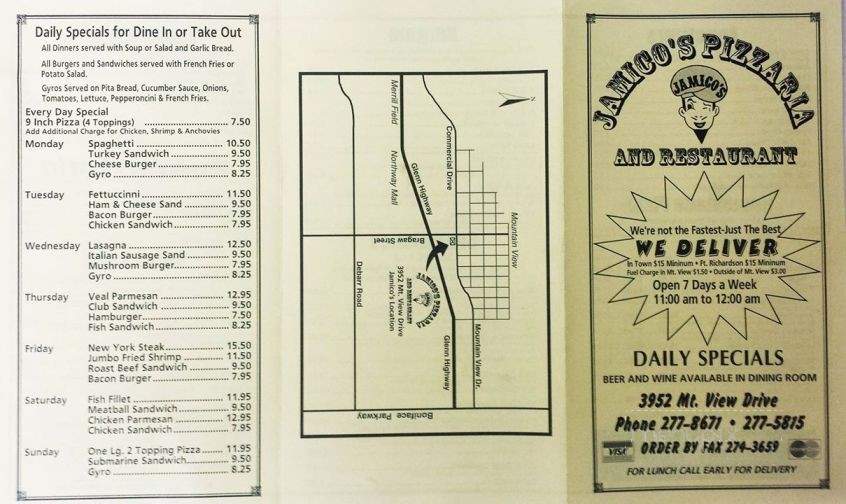 Daily Specials for Dine In or Take Out
All Dinners served with Soup or Salad and Garlic Bread.
All Burgers and Sandwiches served with French Fries or
Potato Salad.
Gyros Served on Pita Bread, Cucumber Sauce, Onions,
Tomatoes, Lettuce, Pepperoncini & French Fries.
Every Day Special
9 Inch Pizza (4 Toppings) ........ 7.50
Add Additional Charge for Chicken, Shrimp & Anchovies
Monday Spaghetti ........ 10.50
Turkey Sandwich ........ 9.50
Cheese Burger ........ 7.95
Gyro ........ 8.25
Tuesday Fettuccinni ........ 11.50
Ham & Cheese Sand ........ 9.50
Bacon Burger ........ 7.95
Chicken Sandwich ........ 7.95
Wednesday Lasagna ........ 12.50
Italian Sausage Sand ........ 9.50
Mushroom Burger ........ 7.95
Gyro ........ 8.25
Thursday Veal Parmesan ........ 12.95
Club Sandwich ........ 9.50
Hamburger ........ 7.50
Fish Sandwich ........ 8.25
Friday New York Steak ........ 15.50
Jumbo Fried Shrimp ........ 11.50
Roast Beef Sandwich ........ 9.50
Bacon Burger ........ 7.95
Saturday Fish Fillet ........ 11.95
Meatball Sandwich ........ 9.50
Chicken Parmesan ........ 12.95
Chicken Sandwich ........ 7.95
Sunday One Lg. 2 Topping Pizza ........ 11.95
Submarine Sandwich ........ 9.50
Gyro ........ 8.25
Merrill Field
Northway Mall
Glenn Highway
Commercial Drive
N
Mountain View
Bragaw Street
Debarr Road
JAMICO'S PIZZARIA
AND RESTAURANT
3952 Mt. View Drive
Jamico's Location
Glenn Highway
Mountain View Dr.
Boniface Parkway
JAMICO'S PIZZARIA
JAMICO'S
AND RESTAURANT
We're not the Fastest-Just The Best
WE DELIVER
In Town $15 Mininum • Ft. Richardson $15 Mininum
Fuel Charge in Mt. View $1.50 • Outside of Mt. View $3.00
Open 7 Days a Week
11:00 am to 12:00 am
DAILY SPECIALS
BEER AND WINE AVAILABLE IN DINING ROOM
3952 Mt. View Drive
Phone 277-8671 • 277-5815
VISA ORDER BY FAX 274-3659
FOR LUNCH CALL EARLY FOR DELIVERY